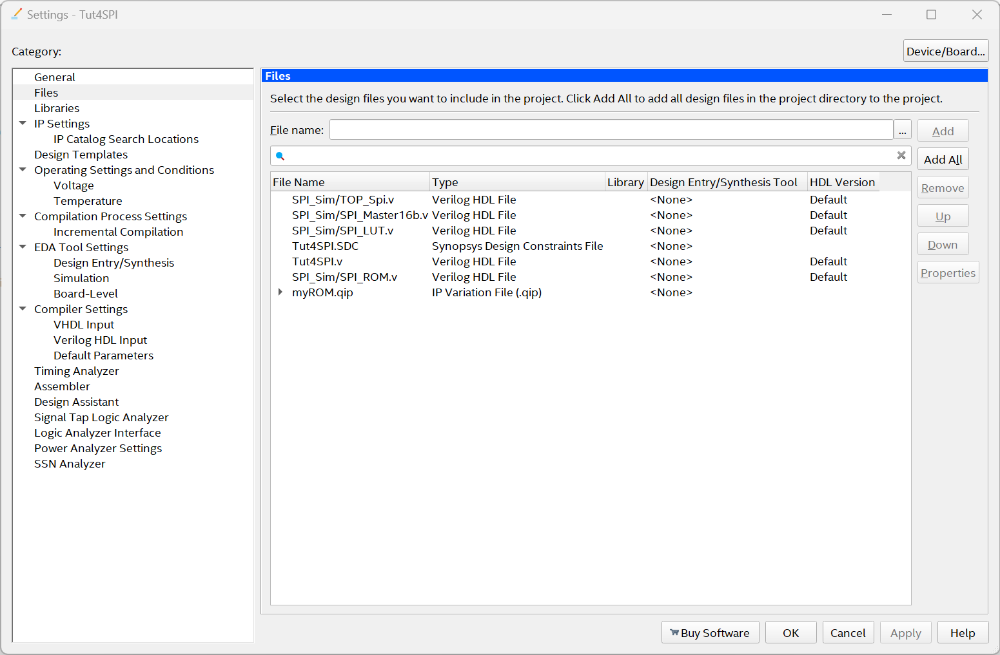 Settings - Tut4SPI
Category:
Device/Board...
General
Files
Libraries
IP Settings
IP Catalog Search Locations
Design Templates
Operating Settings and Conditions
Voltage
Temperature
Compilation Process Settings
Incremental Compilation
EDA Tool Settings
Design Entry/Synthesis
Simulation
Board-Level
Compiler Settings
VHDL Input
Verilog HDL Input
Default Parameters
Timing Analyzer
Assembler
Design Assistant
Signal Tap Logic Analyzer
Logic Analyzer Interface
Power Analyzer Settings
SSN Analyzer
Files
Select the design files you want to include in the project. Click Add All to add all design files in the project directory to the project.
File name: ... Add
Add All
Remove
Up
Down
Properties
File Name Type Library Design Entry/Synthesis Tool HDL Version
SPI_Sim/TOP_Spi.v Verilog HDL File <None> Default
SPI_Sim/SPI_Master16b.v Verilog HDL File <None> Default
SPI_Sim/SPI_LUT.v Verilog HDL File <None> Default
Tut4SPI.SDC Synopsys Design Constraints File <None>
Tut4SPI.v Verilog HDL File <None> Default
SPI_Sim/SPI_ROM.v Verilog HDL File <None> Default
myROM.qip IP Variation File (.qip) <None>
Buy Software OK Cancel Apply Help